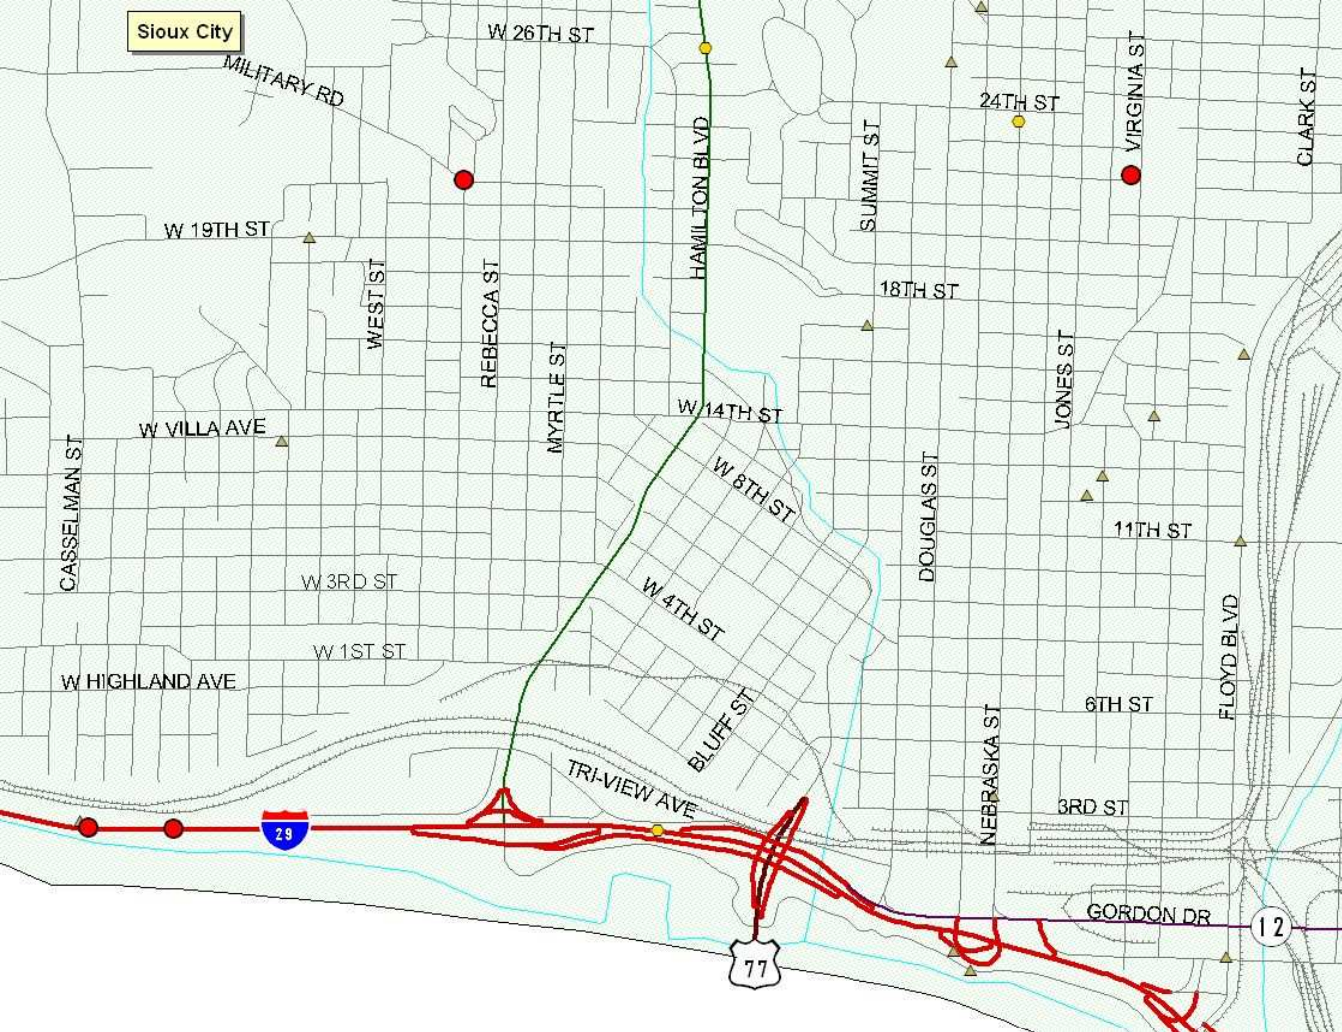 Sioux City
W 26TH ST
MILITARY RD
24TH ST
VIRGINIA ST
CLARK ST
HAMILTON BLVD
SUMMIT ST
W 19TH ST
WEST ST
REBECCA ST
18TH ST
MYRTLE ST
JONES ST
W 14TH ST
W VILLA AVE
CASSELMAN ST
W 8TH ST
DOUGLAS ST
11TH ST
W 3RD ST
W 4TH ST
FLOYD BLVD
W 1ST ST
W HIGHLAND AVE
BLUFF ST
6TH ST
NEBRASKA ST
TRI-VIEW AVE
3RD ST
29
GORDON DR
12
77